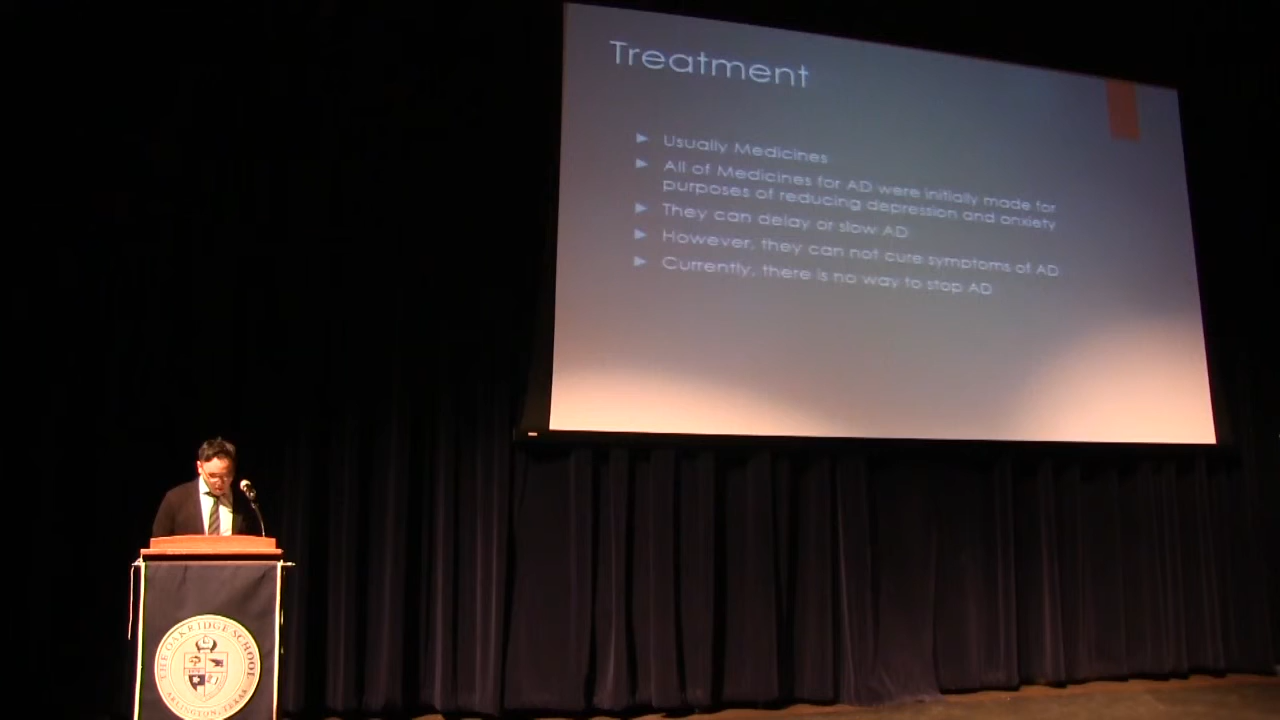 Treatment
Usually Medicines
All of Medicines for AD were initially made for
purposes of reducing depression and anxiety
They can delay or slow AD
However, they can not cure symptoms of AD
Currently, there is no way to stop AD
THE OAKRIDGE SCHOOL
ARLINGTON, TEXAS